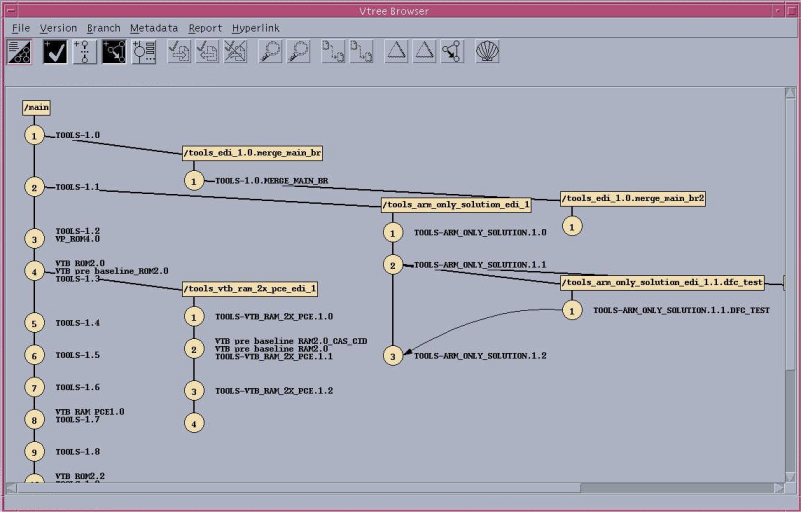 Vtree Browser
File Version Branch Metadata Report Hyperlink
/main
1 TOOLS-1.0
/tools_edi_1.0.merge_main_br
1 TOOLS-1.0.MERGE_MAIN_BR
2 TOOLS-1.1
/tools_arm_only_solution_edi_1
/tools_edi_1.0.merge_main_br2
1
1 TOOLS-ARM_ONLY_SOLUTION.1.0
TOOLS-1.2
3 VP_ROM4.0
VTB ROM2.0
4 VTB pre baseline_ROM2.0
TOOLS-1.3
2 TOOLS-ARM_ONLY_SOLUTION.1.1
/tools_arm_only_solution_edi_1.1.dfc_test
1 TOOLS-ARM_ONLY_SOLUTION.1.1.DFC_TEST
/tools_vtb_ram_2x_pce_edi_1
1 TOOLS-VTB_RAM_2X_PCE.1.0
5 TOOLS-1.4
VTB pre baseline RAM2.0_CAS_CID
2 VTB pre baseline RAM2.0
TOOLS-VTB_RAM_2X_PCE.1.1
3 TOOLS-ARM_ONLY_SOLUTION.1.2
6 TOOLS-1.5
7 TOOLS-1.6
3 TOOLS-VTB_RAM_2X_PCE.1.2
VTB RAM PCE1.0
8 TOOLS-1.7
4
9 TOOLS-1.8
VTB ROM2.2